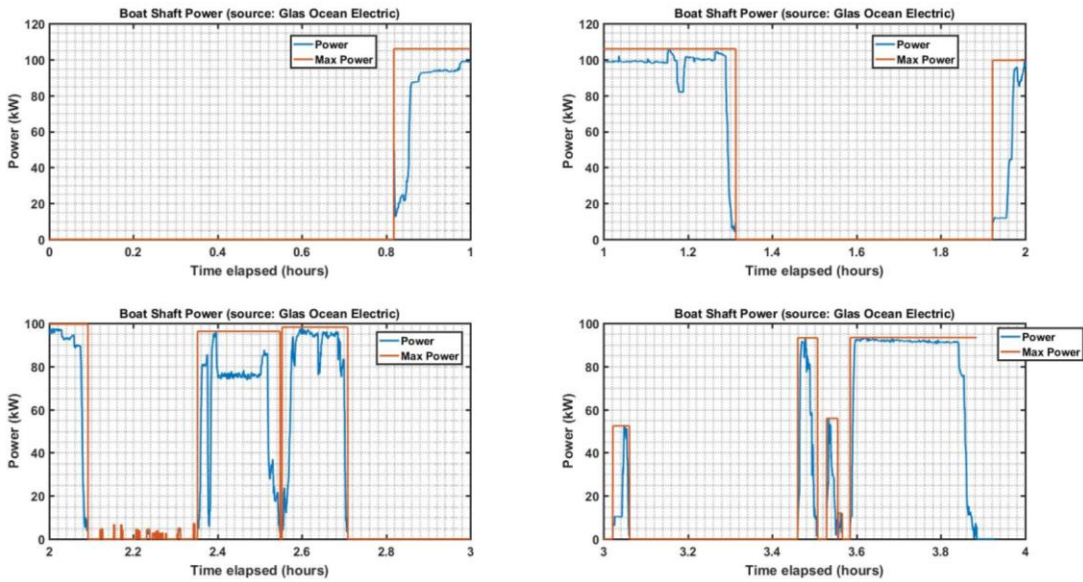 Boat Shaft Power (source: Glas Ocean Electric)
120
100
80
60
40
20
0
Power (kW)
Power
Max Power
0
0.2
0.4
0.6
0.8
1
Time elapsed (hours)
Boat Shaft Power (source: Glas Ocean Electric)
120
100
80
60
40
20
0
Power (kW)
Power
Max Power
1
1.2
1.4
1.6
1.8
2
Time elapsed (hours)
Boat Shaft Power (source: Glas Ocean Electric)
100
80
60
40
20
0
Power (kW)
Power
Max Power
2
2.2
2.4
2.6
2.8
3
Time elapsed (hours)
Boat Shaft Power (source: Glas Ocean Electric)
100
80
60
40
20
0
Power (kW)
Power
Max Power
3
3.2
3.4
3.6
3.8
4
Time elapsed (hours)